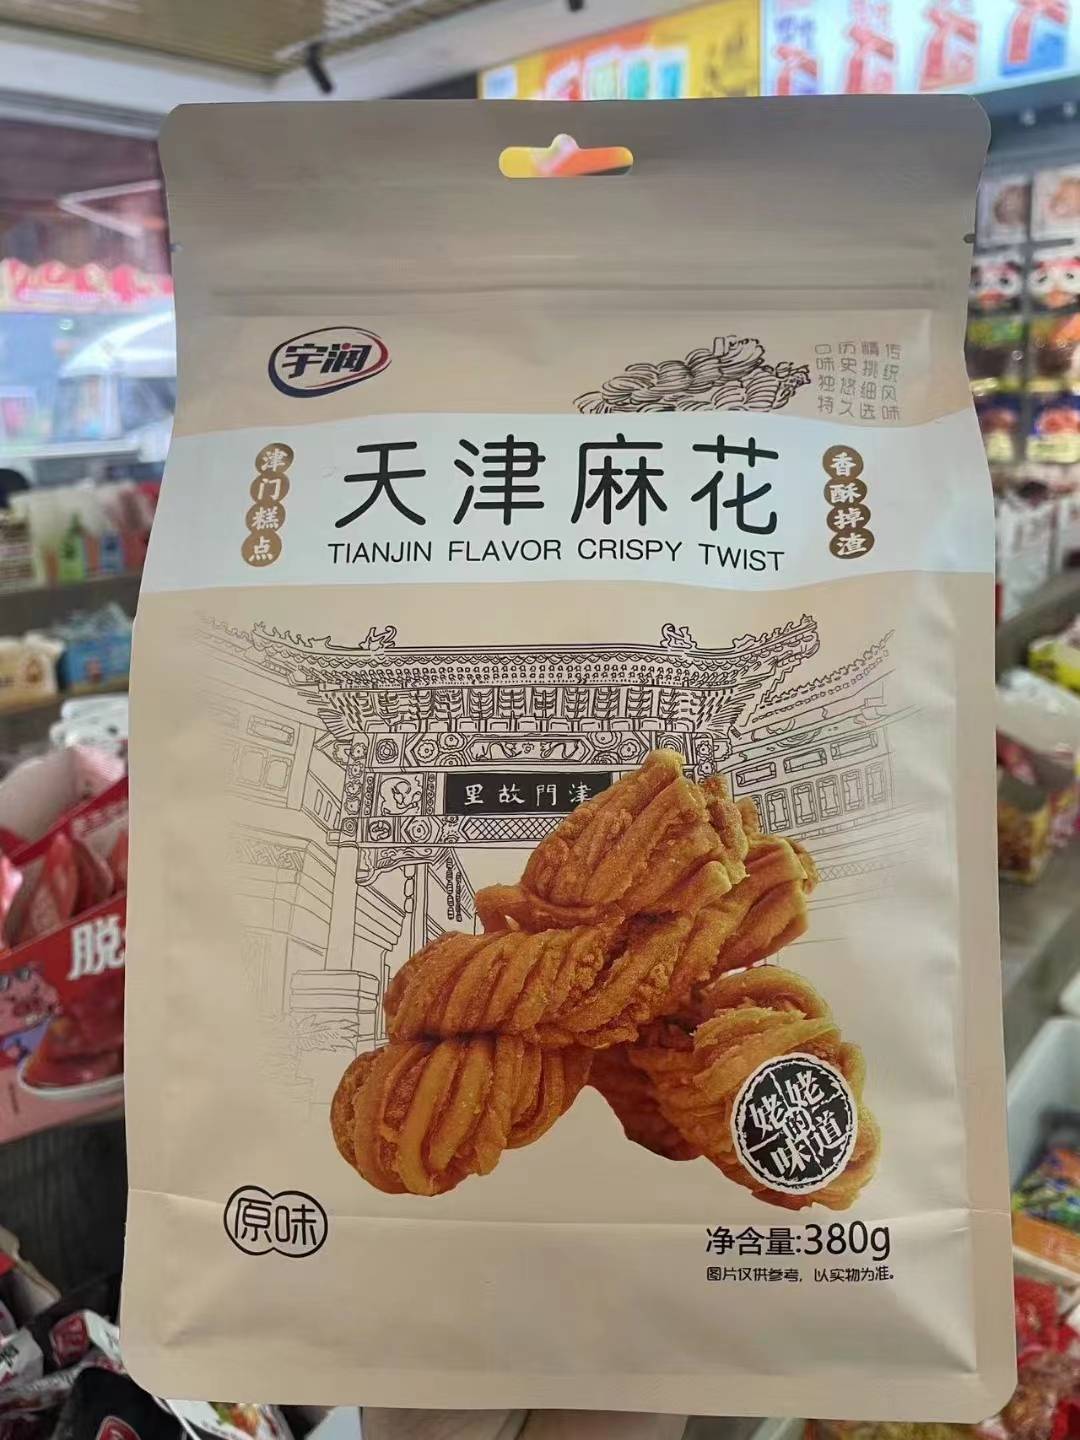 宇润
传统风味
精挑细选
历史悠久
口味独特
天津麻花
TIANJIN FLAVOR CRISPY TWIST
津门糕点
香酥掉渣
里故門津
姥姥的味道
原味
净含量:380g
图片仅供参考，以实物为准。
脱